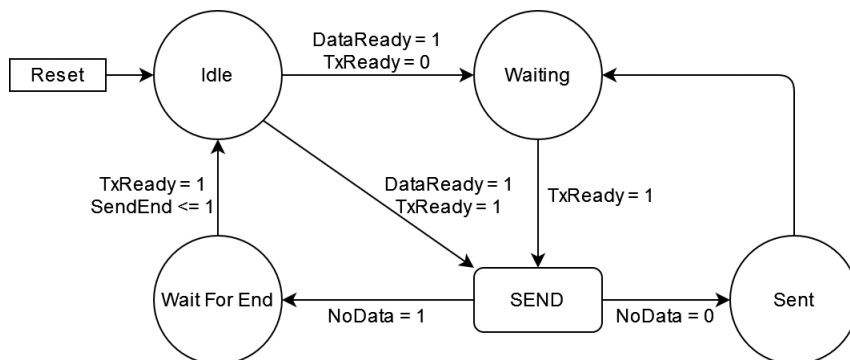 Reset
Idle
DataReady = 1
TxReady = 0
Waiting
TxReady = 1
SendEnd <= 1
DataReady = 1
TxReady = 1
TxReady = 1
Wait For End
NoData = 1
SEND
NoData = 0
Sent